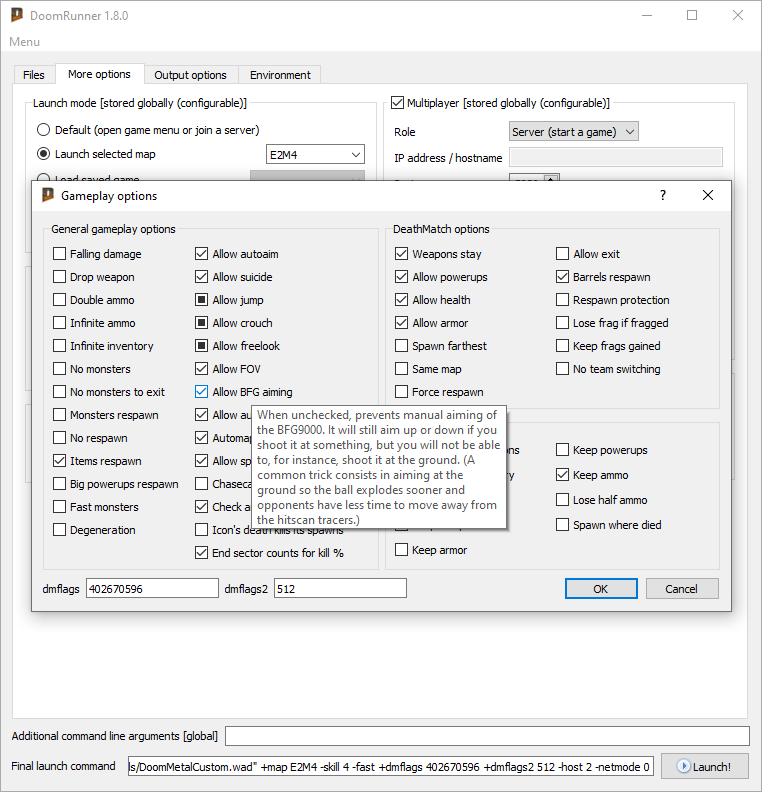 DoomRunner 1.8.0
Menu
Files More options Output options Environment
Launch mode [stored globally (configurable)]
Default (open game menu or join a server)
Launch selected map E2M4
Load saved game
Multiplayer [stored globally (configurable)]
Role Server (start a game)
IP address / hostname
Gameplay options ?
General gameplay options
Falling damage
Drop weapon
Double ammo
Infinite ammo
Infinite inventory
No monsters
No monsters to exit
Monsters respawn
No respawn
Items respawn
Big powerups respawn
Fast monsters
Degeneration
Allow autoaim
Allow suicide
Allow jump
Allow crouch
Allow freelook
Allow FOV
Allow BFG aiming
Allow
Allow
Icon's death kills its spawns
End sector counts for kill %
When unchecked, prevents manual aiming of
the BFG9000. It will still aim up or down if you
shoot it at something, but you will not be able
to, for instance, shoot it at the ground. (A
common trick consists in aiming at the
ground so the ball explodes sooner and
opponents have less time to move away from
the hitscan tracers.)
DeathMatch options
Weapons stay
Allow powerups
Allow health
Allow armor
Spawn farthest
Same map
Force respawn
Allow exit
Barrels respawn
Respawn protection
Lose frag if fragged
Keep frags gained
No team switching
Keep armor
Keep powerups
Keep ammo
Lose half ammo
Spawn where died
dmflags 402670596 dmflags2 512
OK Cancel
Additional command line arguments [global]
Final launch command ls/DoomMetalCustom.wad" +map E2M4 -skill 4 -fast +dmflags 402670596 +dmflags2 512 -host 2 -netmode 0 Launch!